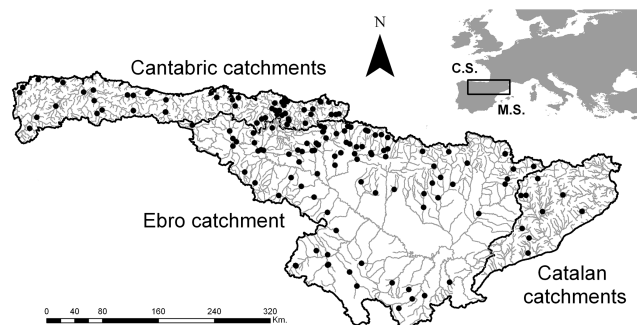 N
Cantabric catchments
C.S.
M.S.
Ebro catchment
Catalan
catchments
0 40 80 160 240 320
Km.